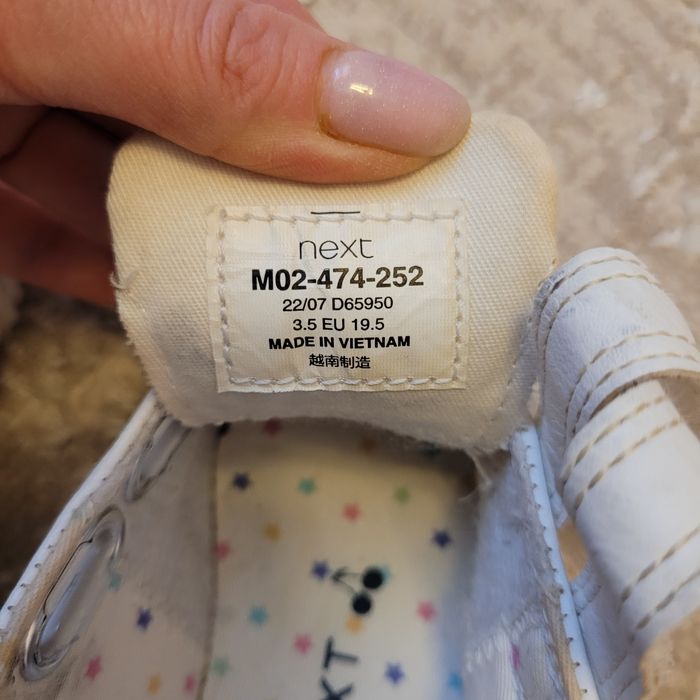 next
M02-474-252
22/07 D65950
3.5 EU 19.5
MADE IN VIETNAM
越南制造
XT